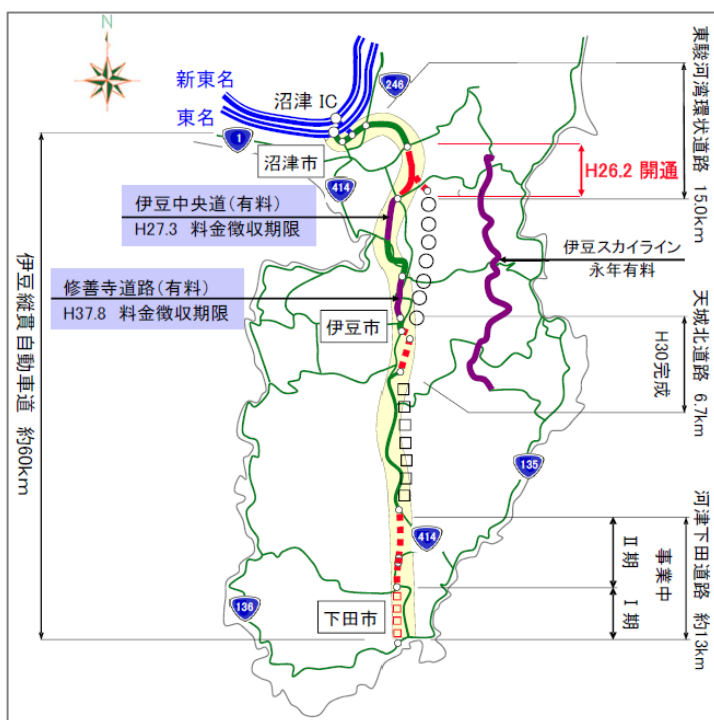 N
新東名
東名
沼津 IC
246
1
沼津市
414
H26.2 開通
東駿河湾環状道路 15.0km
伊豆中央道(有料)
H27.3 料金徴収期限
伊豆スカイライン
永年有料
修善寺道路(有料)
H37.8 料金徴収期限
伊豆市
天城北道路 6.7km
H30完成
伊豆縦貫自動車道 約60km
135
414
河津下田道路 約13km
事業中
Ⅱ期
Ⅰ期
136
下田市